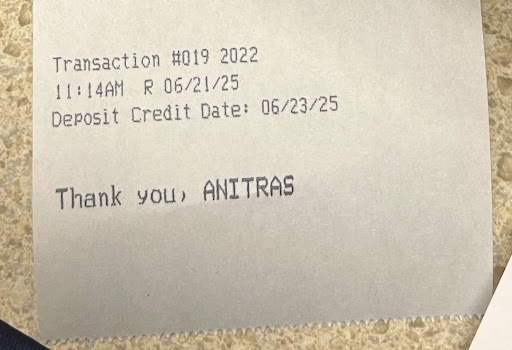 Transaction #019 2022
11:14AM R 06/21/25
Deposit Credit Date: 06/23/25
Thank you, ANITRAS